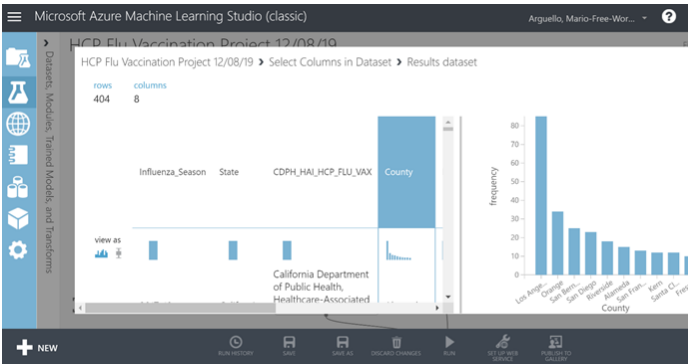 Microsoft Azure Machine Learning Studio (classic)
Arguello, Mario-Free-Wor...
?
HCP Flu Vaccination Project 12/08/19
HCP Flu Vaccination Project 12/08/19 > Select Columns in Dataset > Results dataset
Datasets, Modules, Trained Models, and Transforms
rows
columns
404
8
Influenza_Season
State
CDPH_HAI_HCP_FLU_VAX
County
view as
California Department
of Public Health,
Healthcare-Associated
frequency
80
70
60
50
40
30
20
10
0
Los Ange...
Orange
San Bern...
San Diego
Riverside
Alameda
San Fran...
Kern
Santa Cl...
County
NEW
RUN HISTORY
SAVE
SAVE AS
DISCARD CHANGES
RUN
SET UP WEB
SERVICE
PUBLISH TO
GALLERY